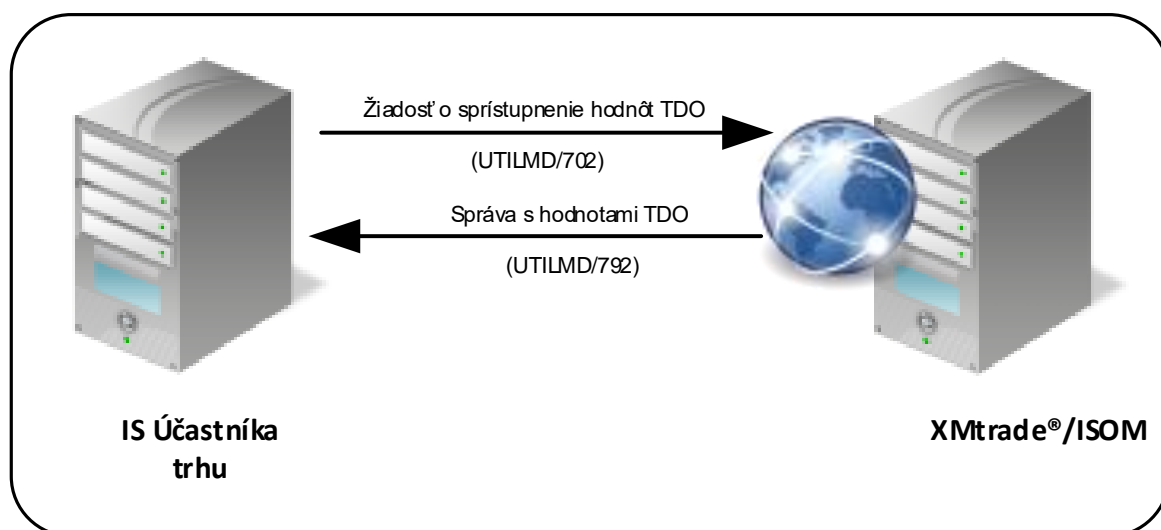 Žiadosť o sprístupnenie hodnôt TDO
(UTILMD/702)
Správa s hodnotami TDO
(UTILMD/792)
IS Účastníka
trhu
XMtrade®/ISOM